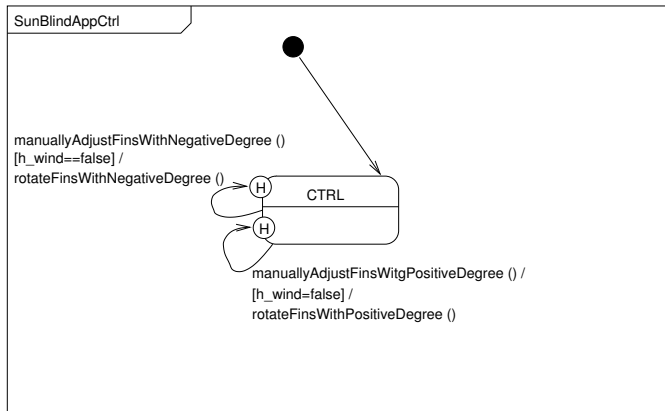 SunBlindAppCtrl
manuallyAdjustFinsWithNegativeDegree ()
[h_wind==false] /
rotateFinsWithNegativeDegree ()
H
CTRL
H
manuallyAdjustFinsWitgPositiveDegree () /
[h_wind=false] /
rotateFinsWithPositiveDegree ()